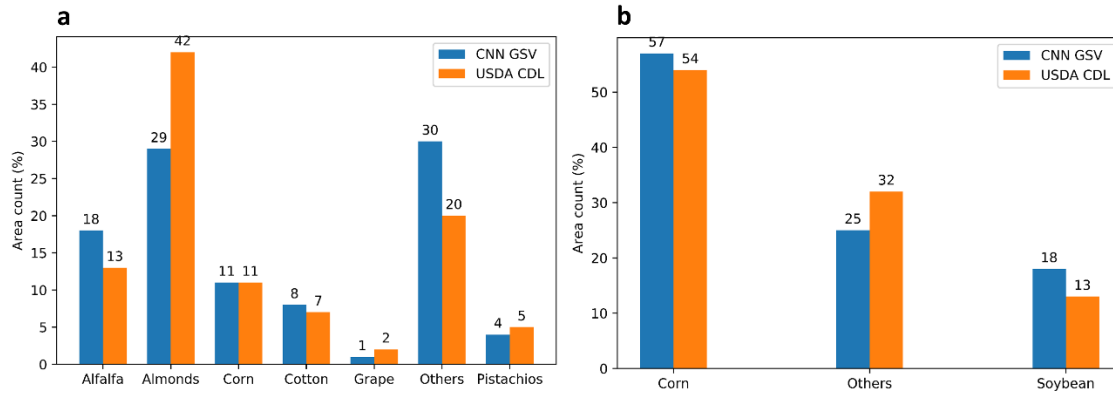 a
Area count (%)
40
35
30
25
20
15
10
5
0
18
13
29
42
11
11
8
7
1
2
30
20
4
5
Alfalfa
Almonds
Corn
Cotton
Grape
Others
Pistachios
CNN GSV
USDA CDL
b
Area count (%)
50
40
30
20
10
0
57
54
25
32
18
13
Corn
Others
Soybean
CNN GSV
USDA CDL